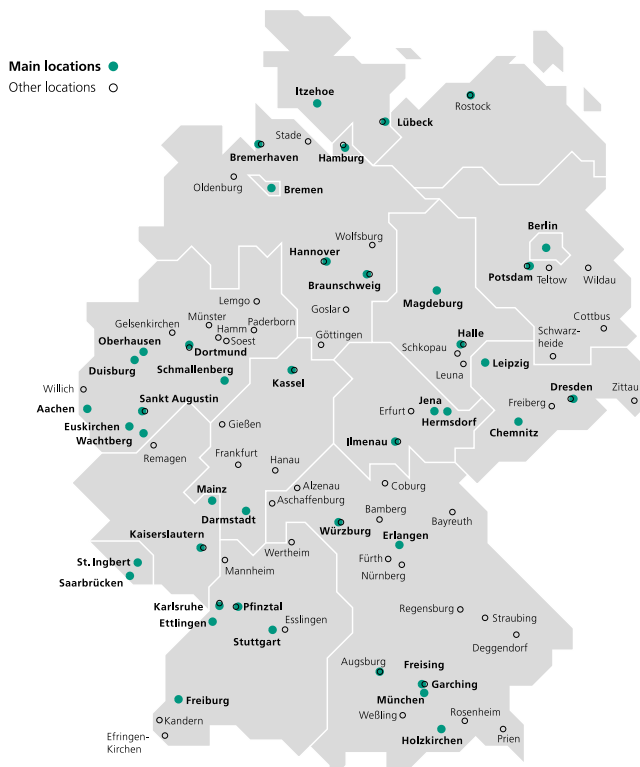 Main locations
Other locations
Itzehoe
Rostock
Lübeck
Stade
Bremerhaven
Hamburg
Oldenburg
Bremen
Berlin
Wolfsburg
Hannover
Potsdam
Teltow
Wildau
Braunschweig
Magdeburg
Lemgo
Goslar
Münster
Paderborn
Gelsenkirchen
Hamm
Cottbus
Göttingen
Soest
Oberhausen
Dortmund
Halle
Schwarz-
heide
Schkopau
Leipzig
Duisburg
Schmallenberg
Kassel
Leuna
Willich
Dresden
Zittau
Sankt Augustin
Jena
Aachen
Erfurt
Freiberg
Euskirchen
Hermsdorf
Chemnitz
Gießen
Wachtberg
Ilmenau
Remagen
Frankfurt
Hanau
Alzenau
Coburg
Mainz
Aschaffenburg
Bamberg
Darmstadt
Bayreuth
Würzburg
Kaiserslautern
Erlangen
Wertheim
St. Ingbert
Fürth
Mannheim
Nürnberg
Saarbrücken
Karlsruhe
Pfinztal
Regensburg
Ettlingen
Esslingen
Straubing
Stuttgart
Deggendorf
Augsburg
Freising
Garching
Freiburg
München
Kandern
Weßling
Rosenheim
Efringen-
Kirchen
Holzkirchen
Prien